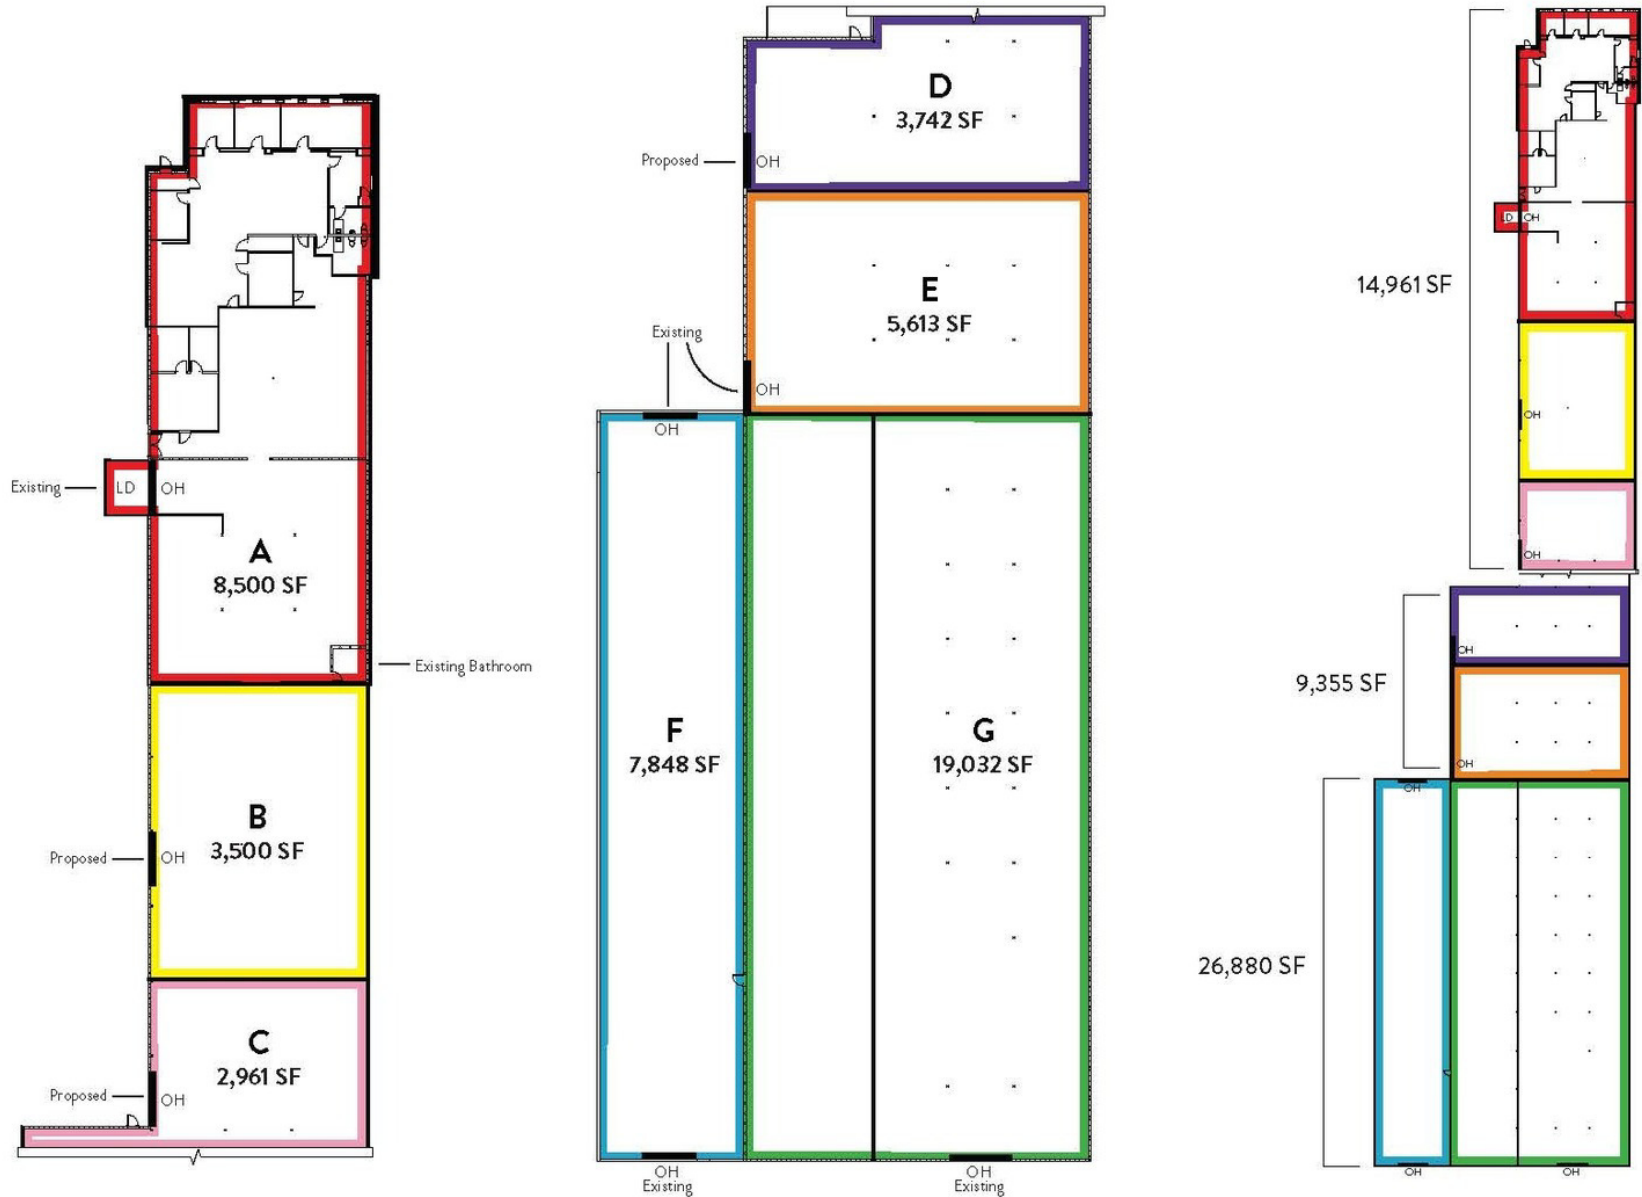 Existing
LD
OH
A
8,500 SF
Existing Bathroom
B
3,500 SF
Proposed
OH
C
2,961 SF
Proposed
OH
D
3,742 SF
Proposed
OH
E
5,613 SF
Existing
OH
OH
F
7,848 SF
G
19,032 SF
OH
Existing
OH
Existing
LD
OH
14,961 SF
OH
OH
OH
9,355 SF
OH
OH
26,880 SF
OH
OH